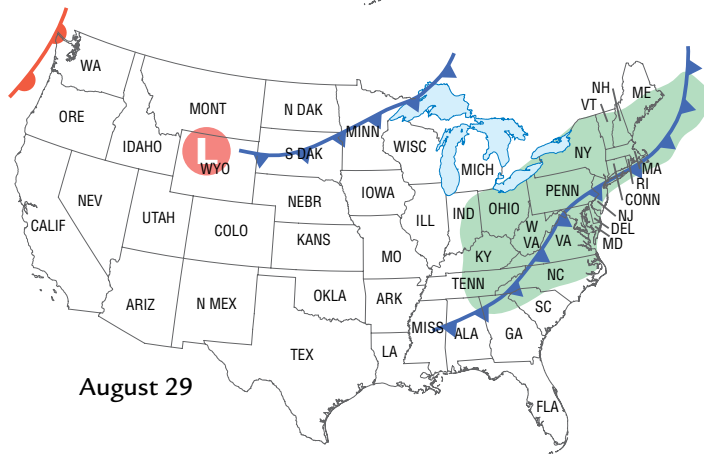 WA
MONT
N DAK
MINN
ORE
IDAHO
L
WYO
S DAK
WISC
MICH
NH
VT
ME
NY
MA
RI
CONN
NJ
DEL
MD
NEV
CALIF
UTAH
COLO
NEBR
KANS
IOWA
ILL
IND
OHIO
PENN
W
VA
VA
MO
KY
NC
TENN
ARIZ
N MEX
OKLA
ARK
SC
MISS
ALA
GA
TEX
LA
FLA
August 29